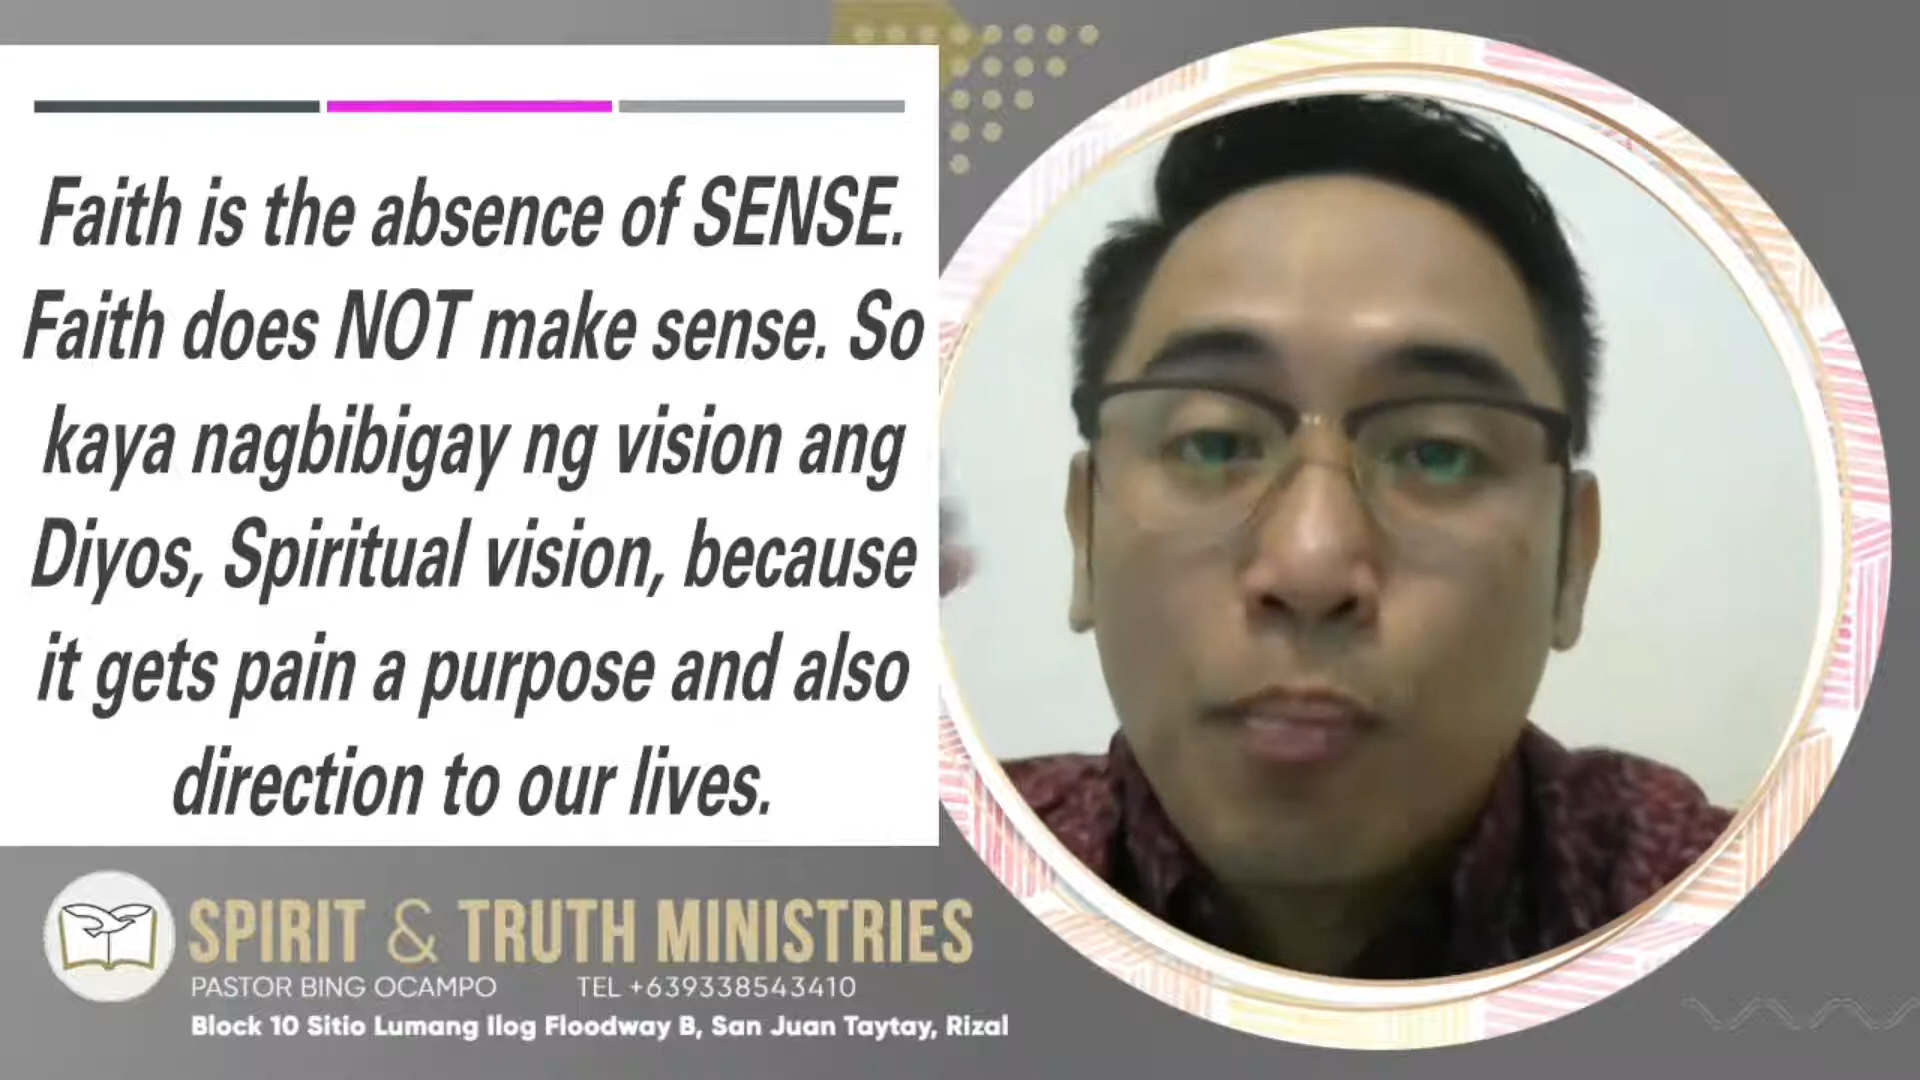 Faith is the absence of SENSE.
Faith does NOT make sense. So
kaya nagbibigay ng vision ang
Diyos, Spiritual vision, because
it gets pain a purpose and also
direction to our lives.
SPIRIT & TRUTH MINISTRIES
PASTOR BING OCAMPO TEL +639338543410
Block 10 Sitio Lumang Ilog Floodway B, San Juan Taytay, Rizal